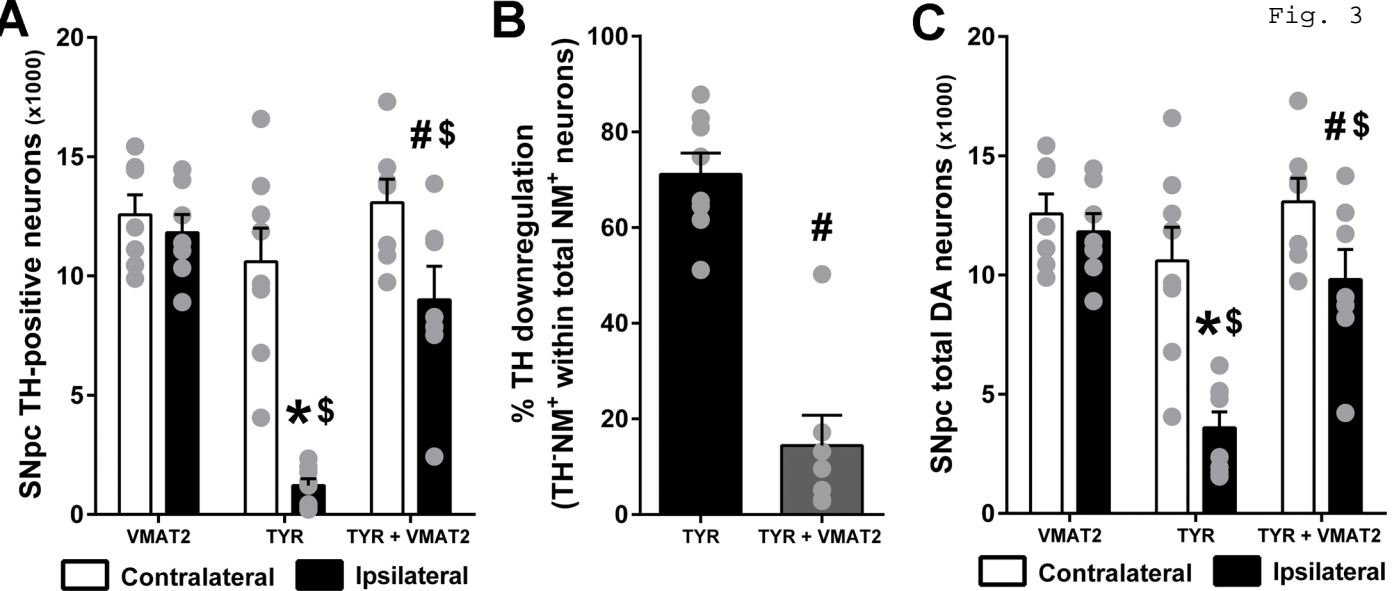 Fig. 3
A
SNpc TH-positive neurons (x1000)
20
15
10
5
0
*$
#$
VMAT2 TYR TYR + VMAT2
Contralateral Ipsilateral
B
% TH downregulation
(TH⁻NM⁺ within total NM⁺ neurons)
100
80
60
40
20
0
#
TYR TYR + VMAT2
C
SNpc total DA neurons (x1000)
20
15
10
5
0
*$
#$
VMAT2 TYR TYR + VMAT2
Contralateral Ipsilateral